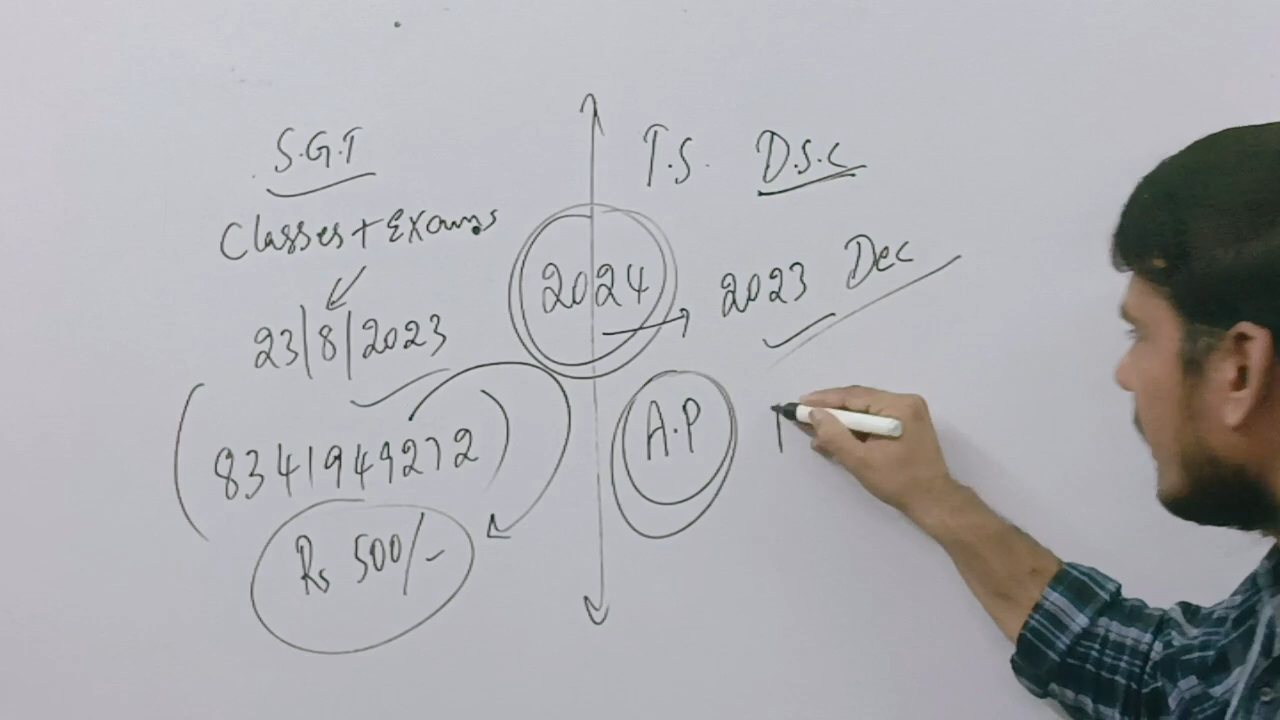 S.G.T
Classes + Exams
23/8/2023
(8341949272)
Rs 500/-
T.S. D.S.C
2024 → 2023 Dec
A.P